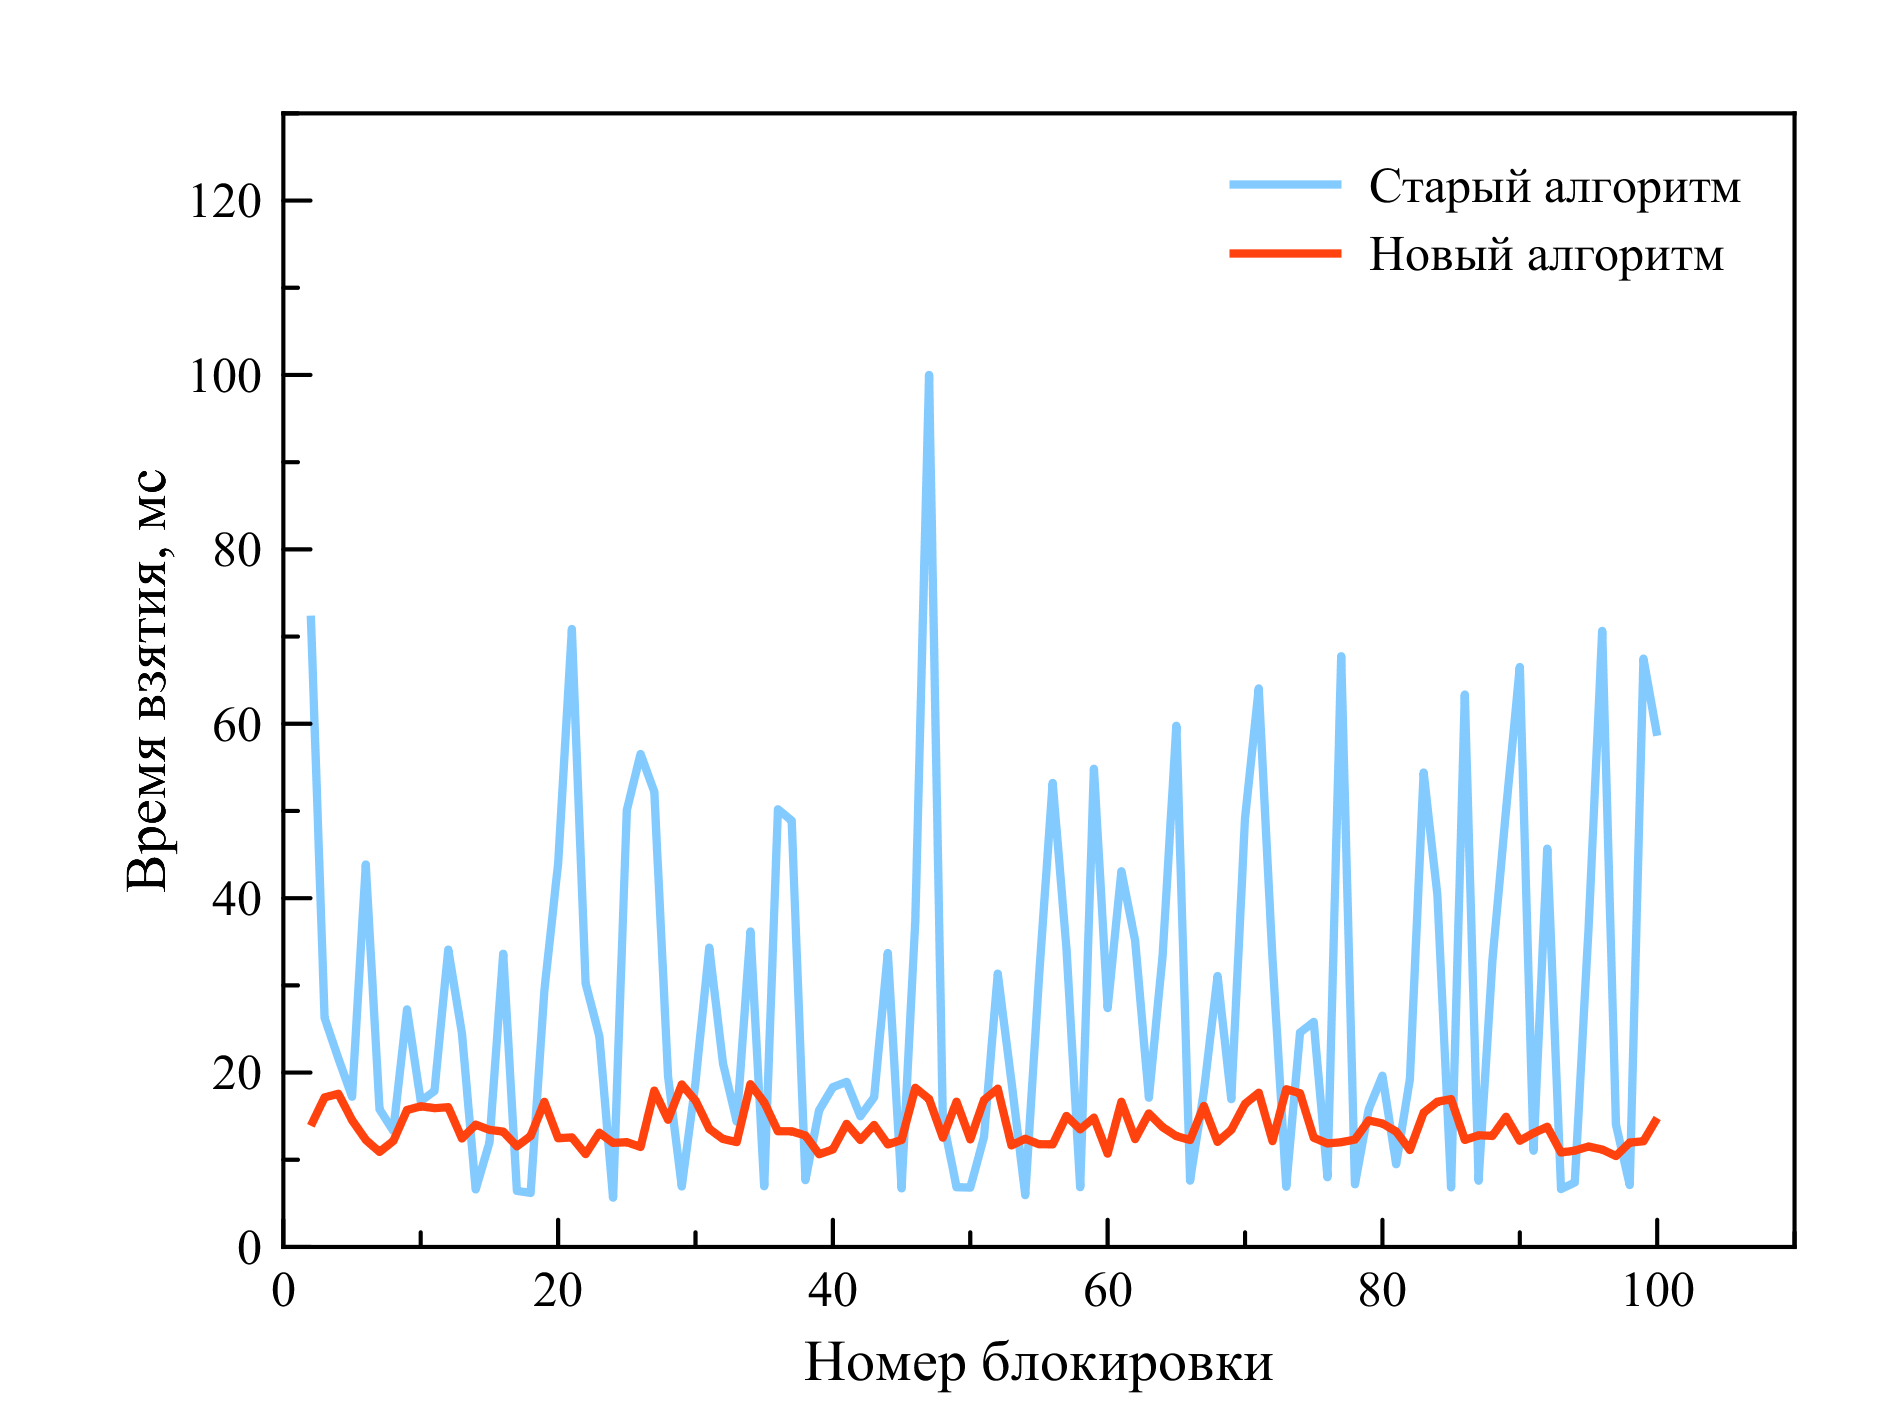 Старый алгоритм
Новый алгоритм
120
100
80
60
40
20
0
Время взятия, мс
0 20 40 60 80 100
Номер блокировки